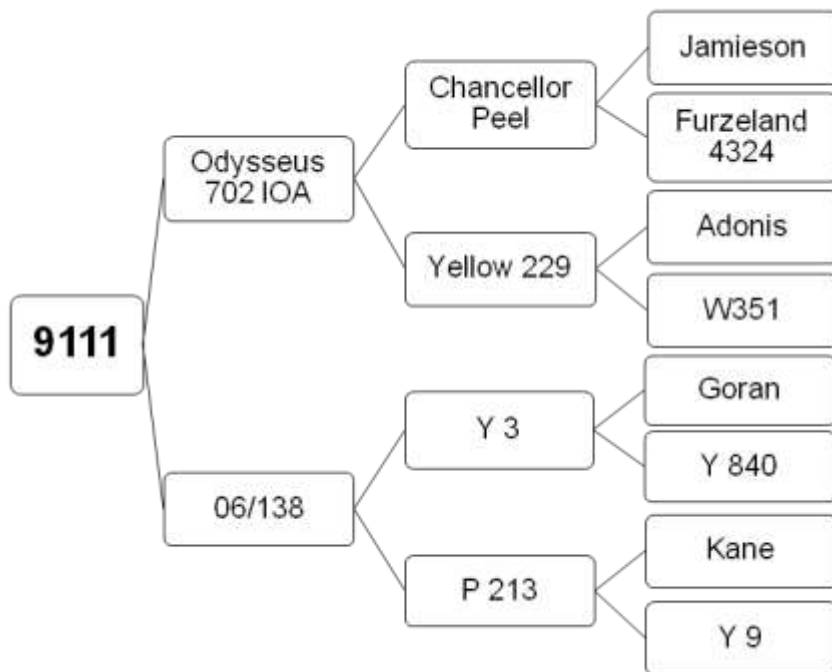 Jamieson
Chancellor
Peel
Furzeland
4324
Odysseus
702 IOA
Adonis
Yellow 229
W351
9111
Goran
Y 3
Y 840
06/138
Kane
P 213
Y 9